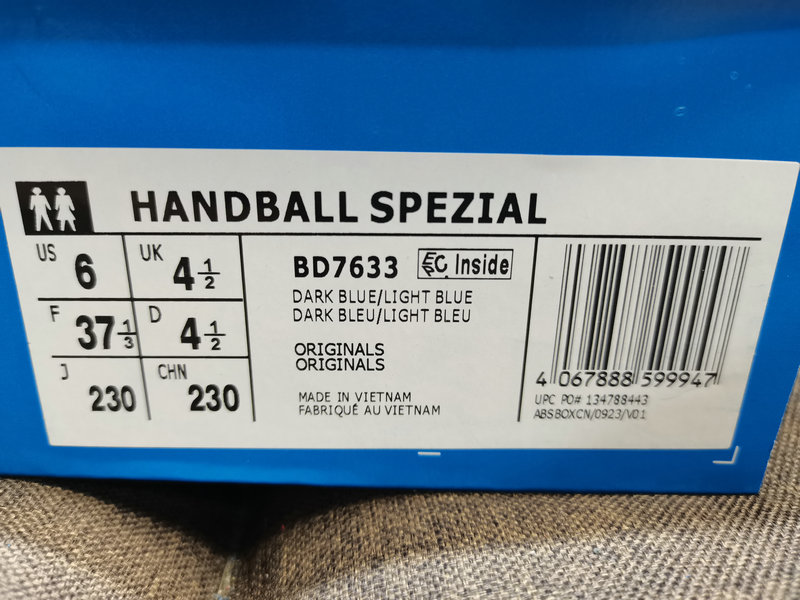 HANDBALL SPEZIAL
US 6 UK 4 1/2
F 37 1/3 D 4 1/2
J 230 CHN 230
BD7633 Inside
DARK BLUE/LIGHT BLUE
DARK BLEU/LIGHT BLEU
ORIGINALS
ORIGINALS
MADE IN VIETNAM
FABRIQUÉ AU VIETNAM
4 067888 599947
UPC PO# 134788443
ABSBOXCN/0923/V01